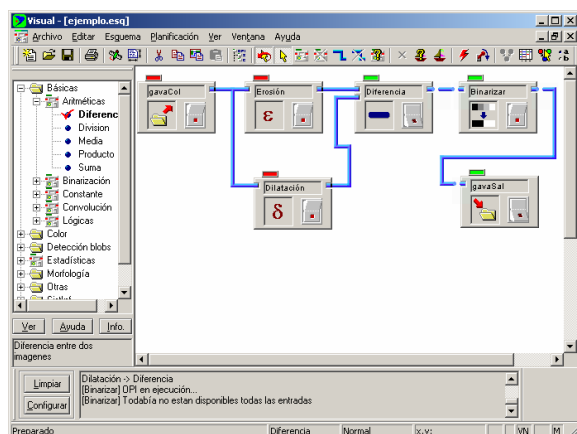 Visual - [ejemplo.esq]
Archivo Editar Esquema Planificación Ver Ventana Ayuda
Básicas
Aritméticas
Diferenc
Division
Media
Producto
Suma
Binarización
Constante
Convolución
Lógicas
Color
Detección blobs
Estadísticas
Morfología
Otras
gavaCol
Erosión
ε
Diferencia
Binarizar
Dilatación
δ
gavaSal
Ver Ayuda Info.
Diferencia entre dos
imagenes
Limpiar
Configurar
Dilatación -> Diferencia
[Binarizar] OPI en ejecución...
[Binarizar] Todabía no estan disponibles todas las entradas
Preparado Diferencia Normal x,y: VN M